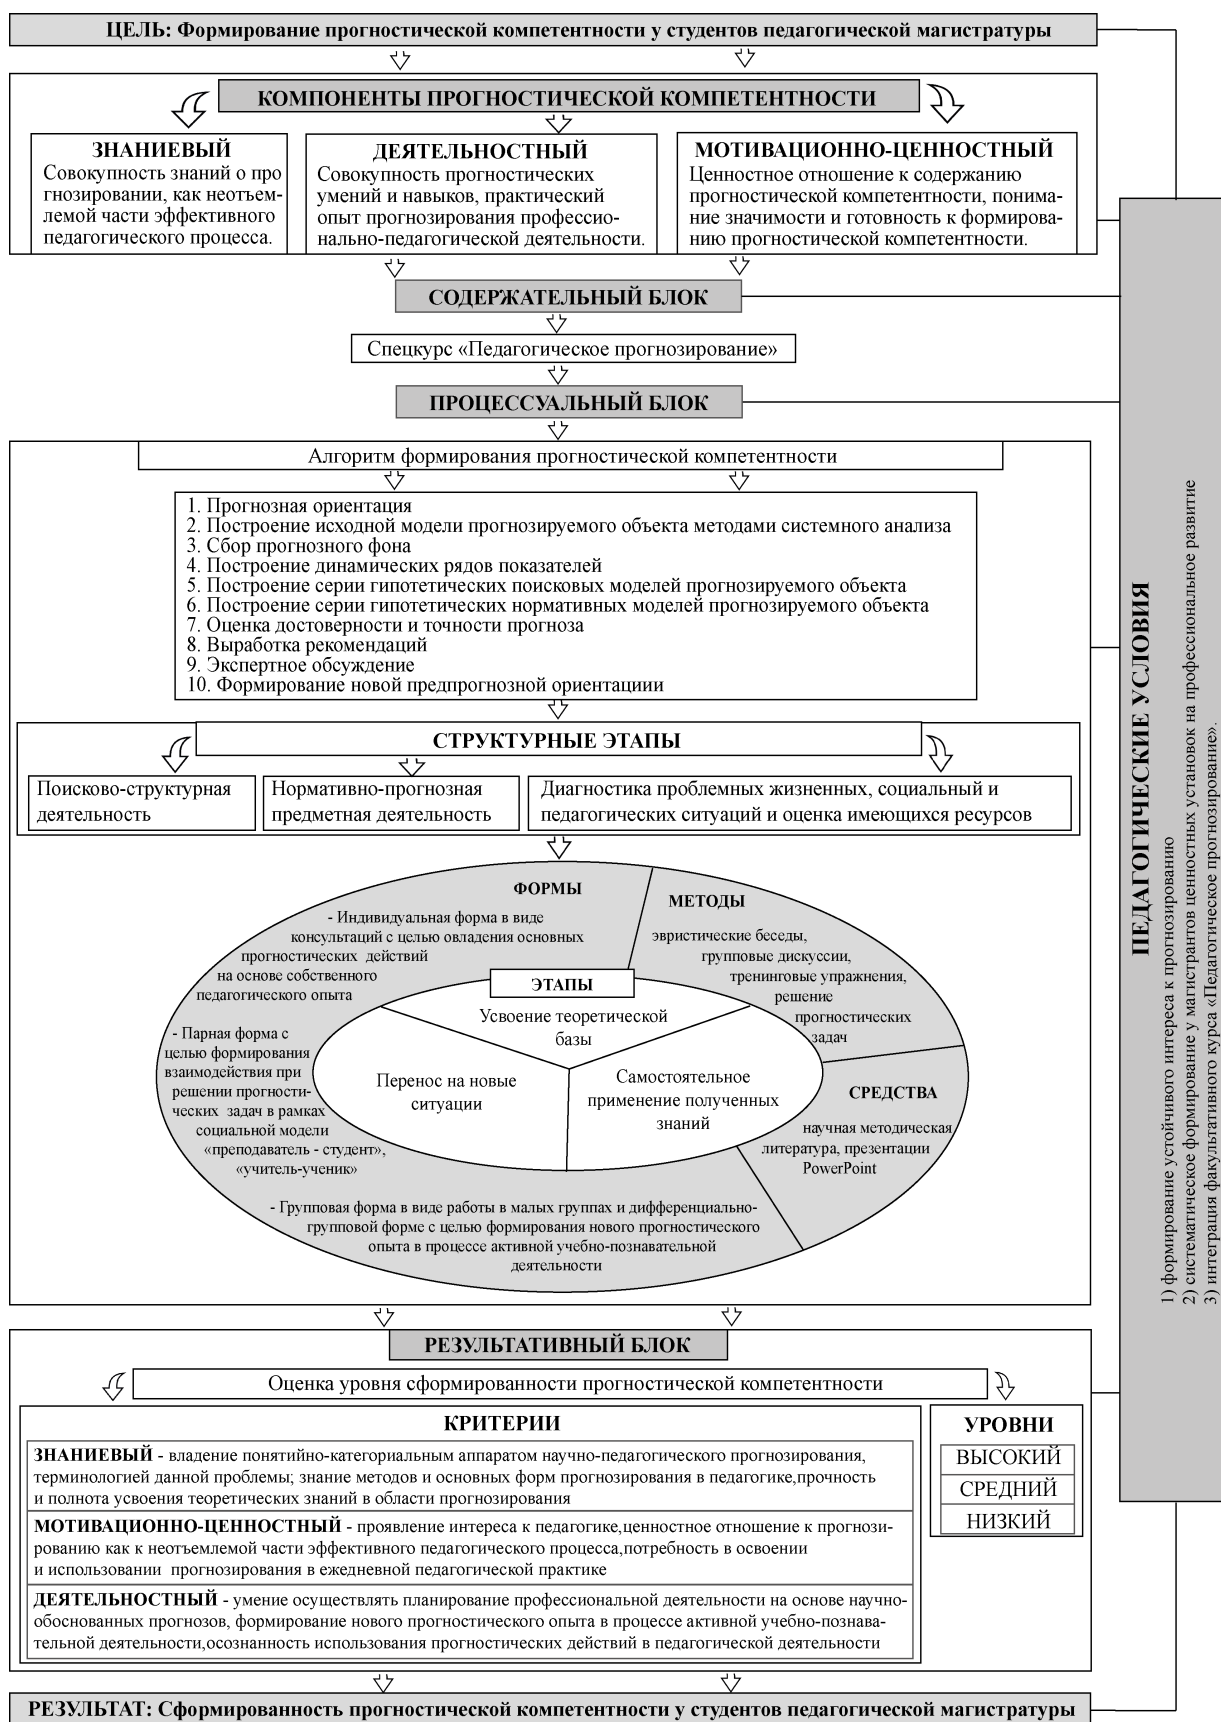 ЦЕЛЬ: Формирование прогностической компетентности у студентов педагогической магистратуры
КОМПОНЕНТЫ ПРОГНОСТИЧЕСКОЙ КОМПЕТЕНТНОСТИ
ЗНАНИЕВЫЙ
Совокупность знаний о про
гнозировании, как неотъем-
лемой части эффективного
педагогического процесса.
ДЕЯТЕЛЬНОСТНЫЙ
Совокупность прогностических
умений и навыков, практический
опыт прогнозирования професси о-
нально-педагогической деятельности.
МОТИВАЦИОННО-ЦЕННОСТНЫЙ
Ценностное отношение к содержанию
прогностической компетентности, понима-
ние значимости и готовность к формирова-
нию прогностической компетентности.
СОДЕРЖАТЕЛЬНЫЙ БЛОК
Спецкурс «Педагогическое прогнозирование»
ПРОЦЕССУАЛЬНЫЙ БЛОК
Алгоритм формирования прогностической компетентности
1. Прогнозная ориентация
2. Построение исходной модели прогнозируемого объекта методами системного анализа
3. Сбор прогнозного фона
4. Построение динамических рядов показателей
5. Построение серии гипотетических поисковых моделей прогнозируемого объекта
6. Построение серии гипотетических нормативных моделей прогнозируемого объекта
7. Оценка достоверности и точности прогноза
8. Выработка рекомендаций
9. Экспертное обсуждение
10. Формирование новой предпрогнозной ориентациии
СТРУКТУРНЫЕ ЭТАПЫ
Поисково-структурная
деятельность
Нормативно-прогнозная
предметная деятельность
Диагностика проблемных жизненных, социальный и
педагогических ситуаций и оценка имеющихся ресурсов
ФОРМЫ
- Индивидуальная форма в виде
консультаций с целью овладения основных
прогностических действий
на основе собственного
педагогического опыта
- Парная форма с
целью формирования
взаимодействия при
решении прогности-
ческих задач в рамках
социальной модели
«преподаватель - студент»,
«учитель-ученик»
- Групповая форма в виде работы в малых группах и дифференциально-
групповой форме с целью формирования нового прогностического
опыта в процессе активной учебно-познавательной
деятельности
МЕТОДЫ
эвристические беседы,
групповые дискуссии,
тренинговые упражнения,
решение
прогностических
задач
СРЕДСТВА
научная методическая
литература, презентации
PowerPoint
ЭТАПЫ
Усвоение теоретической
базы
Перенос на новые
ситуации
Самостоятельное
применение полученных
знаний
РЕЗУЛЬТАТИВНЫЙ БЛОК
Оценка уровня сформированности прогностической компетентности
КРИТЕРИИ
ЗНАНИЕВЫЙ - владение понятийно-категориальным аппаратом научно-педагогического прогнозирования,
терминологией данной проблемы; знание методов и основных форм прогнозирования в педагогике,прочность
и полнота усвоения теоретических знаний в области прогнозирования
МОТИВАЦИОННО-ЦЕННОСТНЫЙ - проявление интереса к педагогике,ценностное отношение к прогнози-
рованию как к неотъемлемой части эффективного педагогического процесса,потребность в освоении
и использовании прогнозирования в ежедневной педагогической практике
ДЕЯТЕЛЬНОСТНЫЙ - умение осуществлять планирование профессиональной деятельности на основе научно-
обоснованных прогнозов, формирование нового прогностического опыта в процессе активной учебно-познава-
тельной деятельности,осознанность использования прогностических действий в педагогической деятельности
УРОВНИ
ВЫСОКИЙ
СРЕДНИЙ
НИЗКИЙ
РЕЗУЛЬТАТ: Сформированность прогностической компетентности у студентов педагогической магистратуры
ПЕДАГОГИЧЕСКИЕ УСЛОВИЯ
1) формирование устойчивого интереса к прогнозированию
2) систематическое формирование у магистрантов ценностных установок на профессиональное развитие
3) интеграция факультативного курса «Педагогическое прогнозирование».